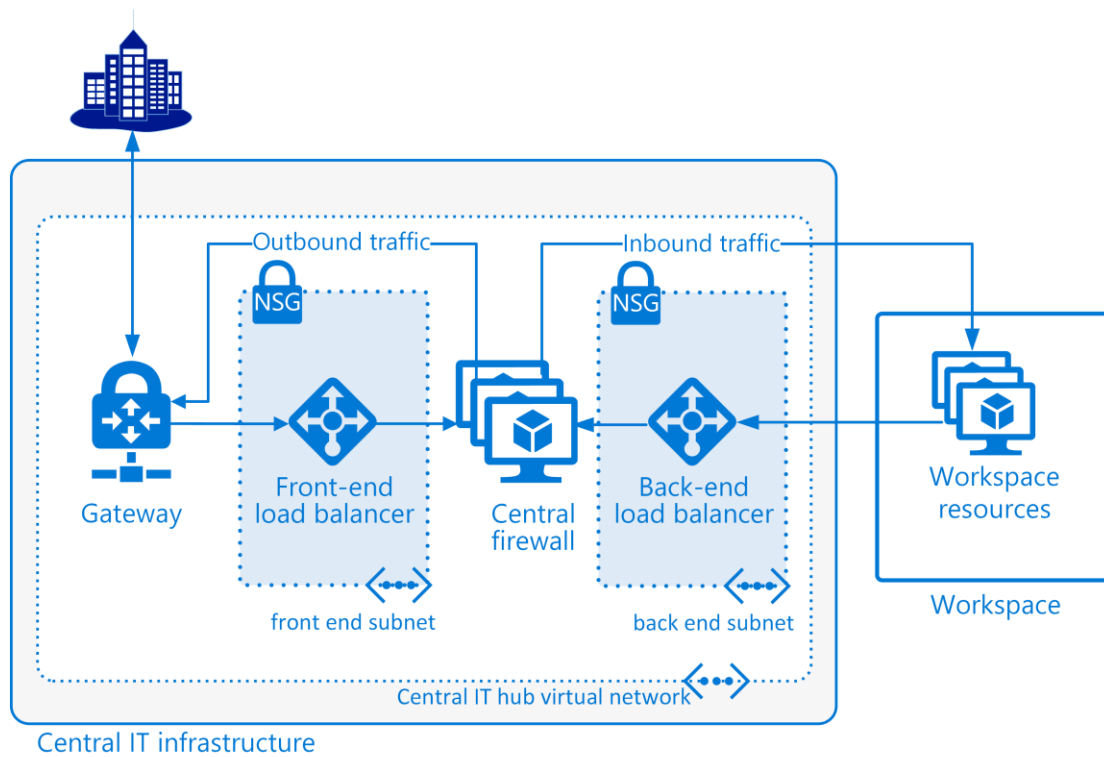 Outbound traffic
Inbound traffic
NSG
NSG
Gateway
Front-end
load balancer
Central
firewall
Back-end
load balancer
Workspace
resources
front end subnet
back end subnet
Workspace
Central IT hub virtual network
Central IT infrastructure